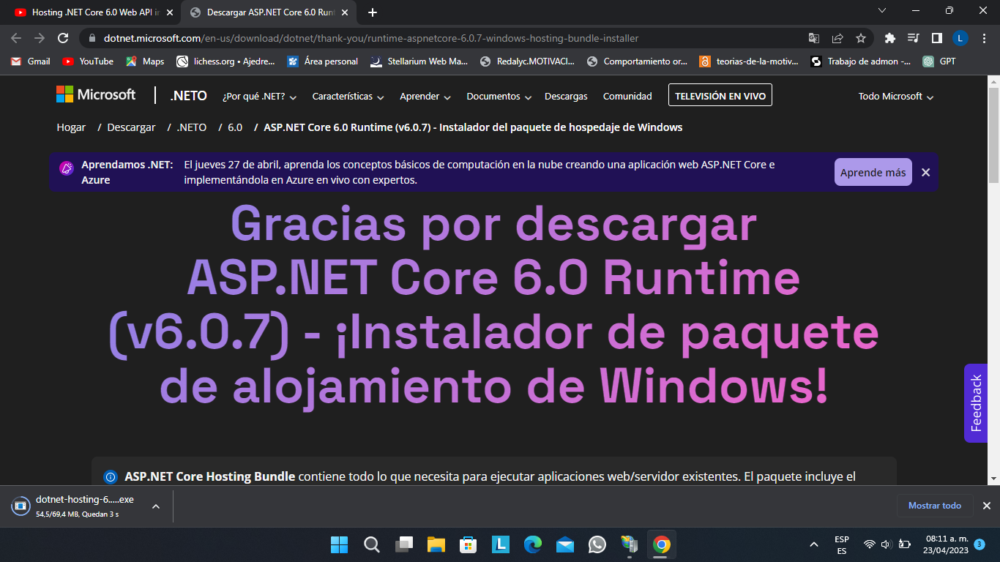 Hosting .NET Core 6.0 Web API in
Descargar ASP.NET Core 6.0 Runt
dotnet.microsoft.com/en-us/download/dotnet/thank-you/runtime-aspnetcore-6.0.7-windows-hosting-bundle-installer
L
Gmail
YouTube
Maps
lichess.org • Ajedre...
Área personal
Stellarium Web Ma...
Redalyc.MOTIVACI...
Comportamiento or...
teorias-de-la-motiv...
Trabajo de admon -...
GPT
Microsoft
.NETO
¿Por qué .NET?
Características
Aprender
Documentos
Descargas
Comunidad
TELEVISIÓN EN VIVO
Todo Microsoft
Hogar / Descargar / .NETO / 6.0 / ASP.NET Core 6.0 Runtime (v6.0.7) - Instalador del paquete de hospedaje de Windows
Aprendamos .NET:
Azure
El jueves 27 de abril, aprenda los conceptos básicos de computación en la nube creando una aplicación web ASP.NET Core e
implementándola en Azure en vivo con expertos.
Aprende más
Gracias por descargar
ASP.NET Core 6.0 Runtime
(v6.0.7) - ¡Instalador de paquete
de alojamiento de Windows!
Feedback
ASP.NET Core Hosting Bundle contiene todo lo que necesita para ejecutar aplicaciones web/servidor existentes. El paquete incluye el
dotnet-hosting-6.....exe
54,5/69,4 MB, Quedan 3 s
Mostrar todo
L
ESP
ES
08:11 a. m.
23/04/2023
3